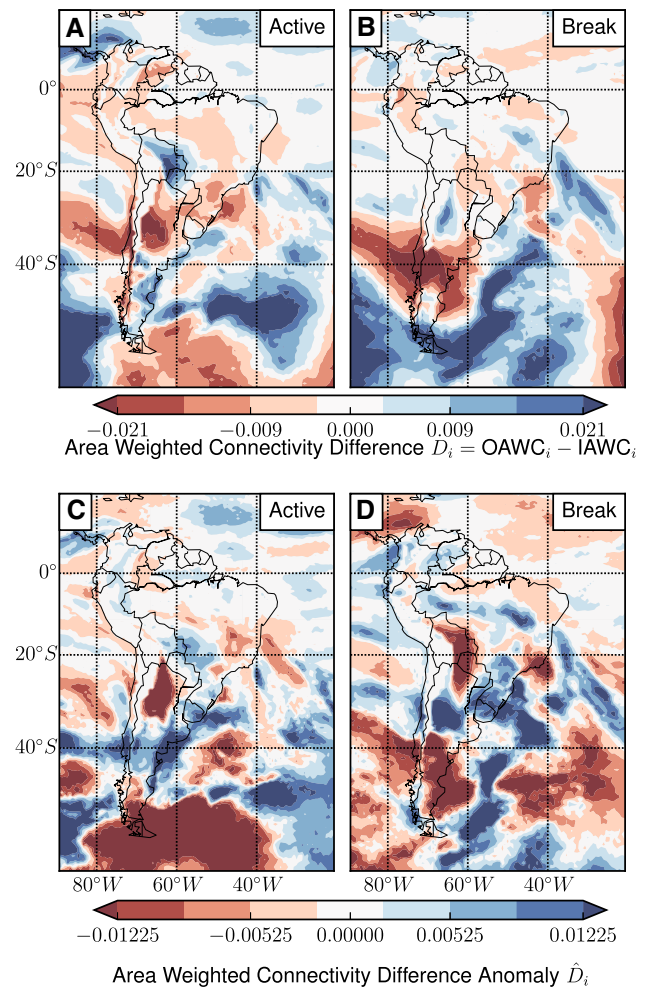 A Active B Break
0°
20°S
40°S
−0.021 −0.009 0.000 0.009 0.021
Area Weighted Connectivity Difference D_i = OAWC_i − IAWC_i
C Active D Break
0°
20°S
40°S
80°W 60°W 40°W 80°W 60°W 40°W
−0.01225 −0.00525 0.00000 0.00525 0.01225
Area Weighted Connectivity Difference Anomaly D̂_i